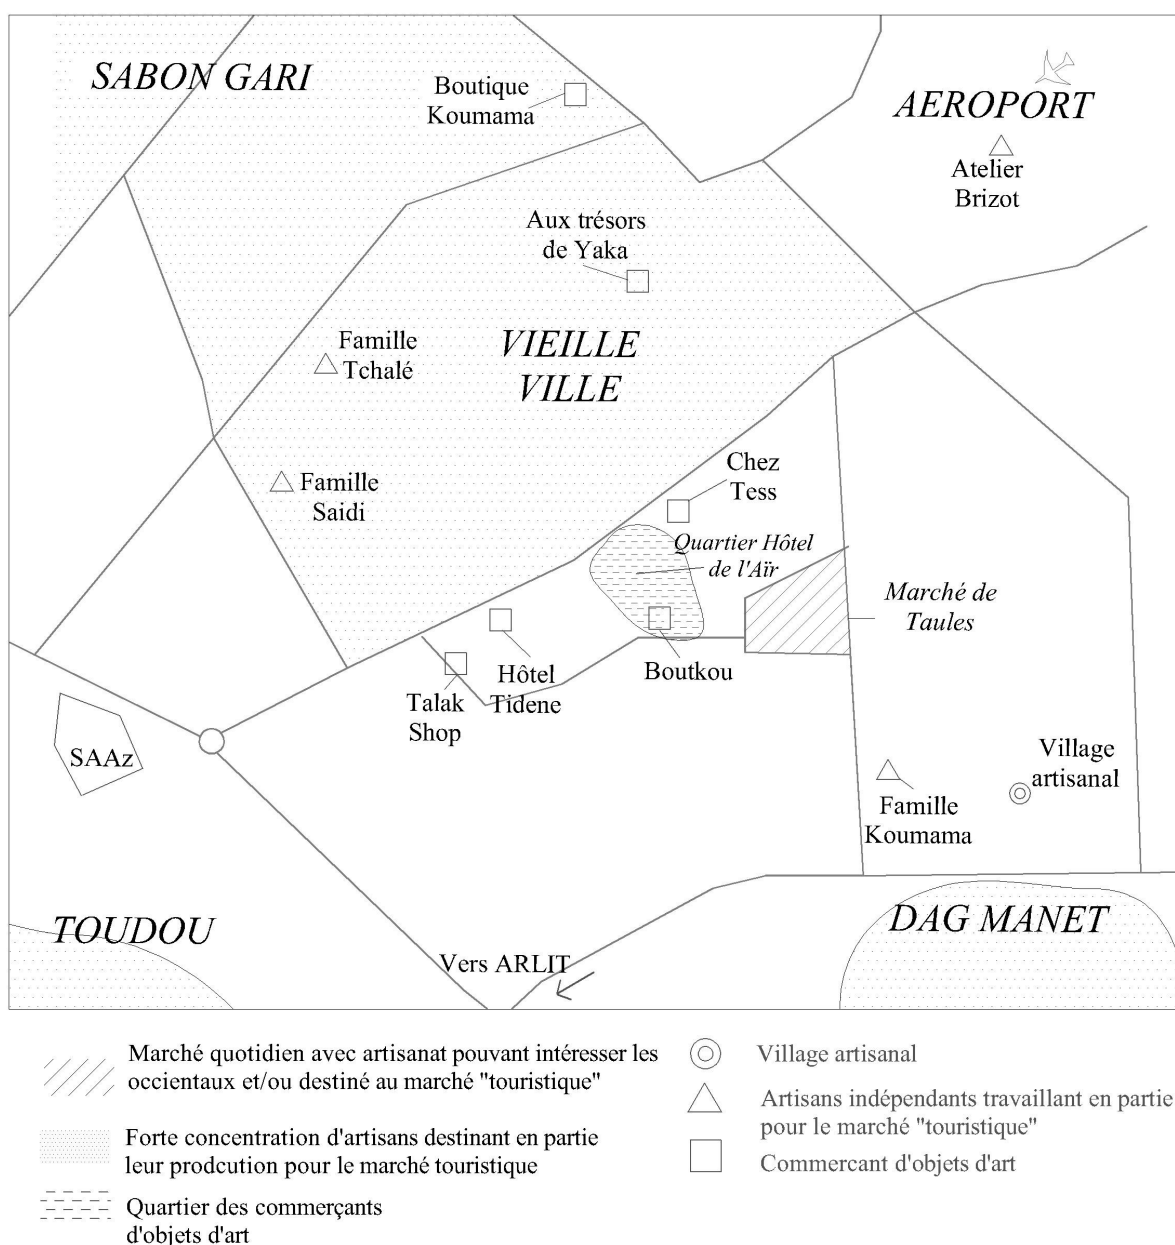 SABON GARI
Boutique
Koumama
AEROPORT
Atelier
Brizot
Aux trésors
de Yaka
Famille
Tchalé
VIEILLE
VILLE
Famille
Saidi
Chez
Tess
Quartier Hôtel
de l'Aïr
Marché de
Taules
Hôtel
Tidene
Talak
Shop
Boutkou
SAAz
Village
artisanal
Famille
Koumama
TOUDOU
DAG MANET
Vers ARLIT
Marché quotidien avec artisanat pouvant intéresser les
occientaux et/ou destiné au marché "touristique"
Forte concentration d'artisans destinant en partie
leur prodcution pour le marché touristique
Quartier des commerçants
d'objets d'art
Village artisanal
Artisans indépendants travaillant en partie
pour le marché "touristique"
Commercant d'objets d'art